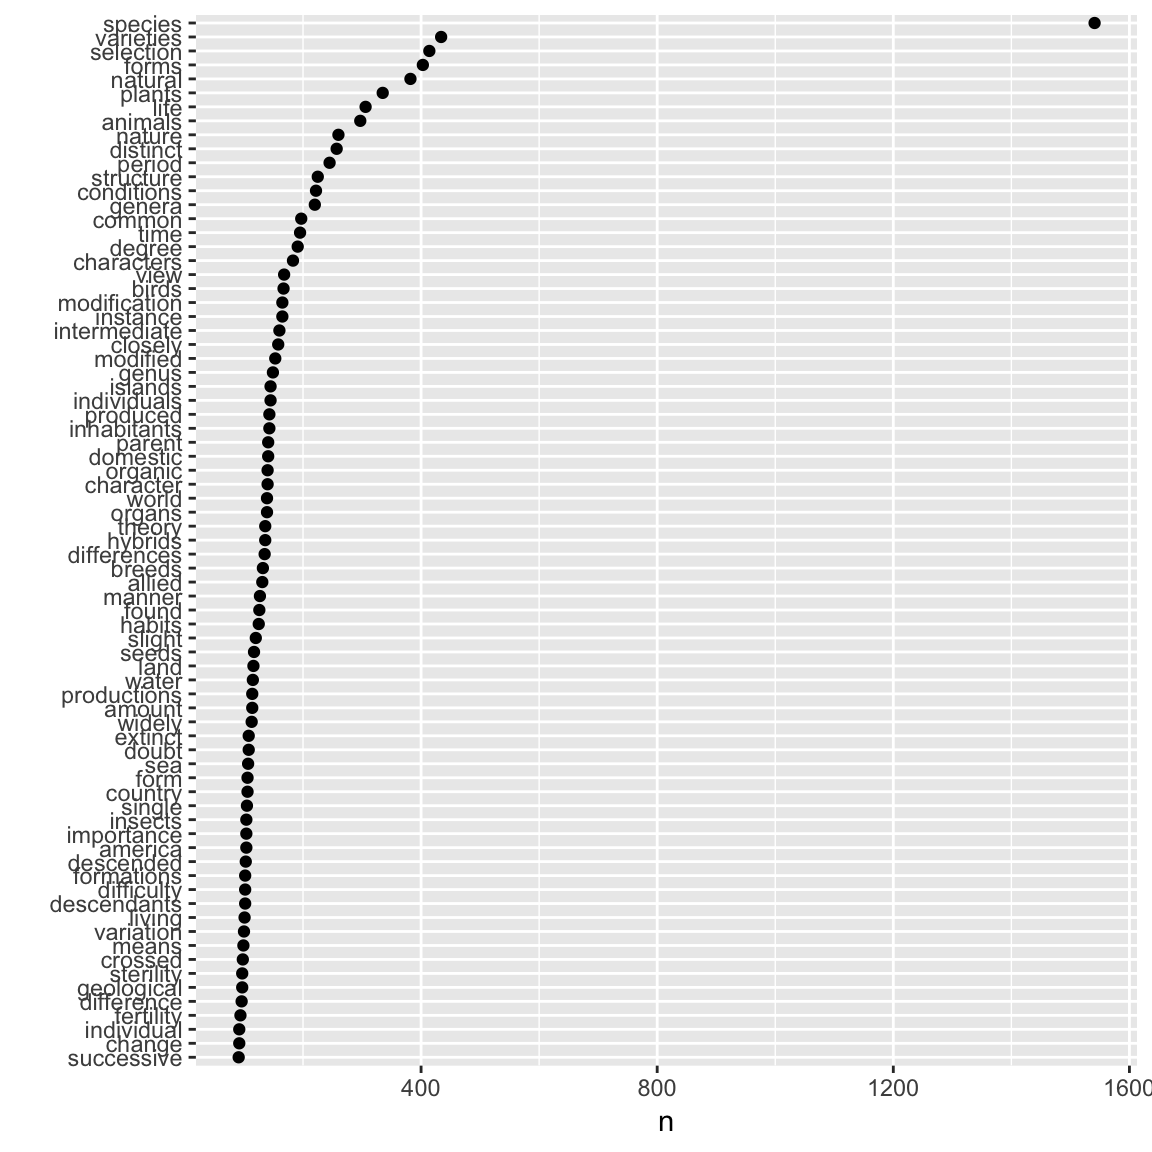 species
varieties
selection
forms
natural
plants
life
animals
nature
distinct
period
structure
conditions
genera
common
time
degree
characters
view
birds
modification
instance
intermediate
closely
modified
genus
islands
individuals
produced
inhabitants
parent
domestic
organic
character
world
organs
theory
hybrids
differences
breeds
allied
manner
found
habits
slight
seeds
land
water
productions
amount
widely
extinct
doubt
sea
form
country
single
insects
importance
america
descended
formations
difficulty
descendants
living
variation
means
crossed
sterility
geological
difference
fertility
individual
change
successive
400 800 1200 1600
n